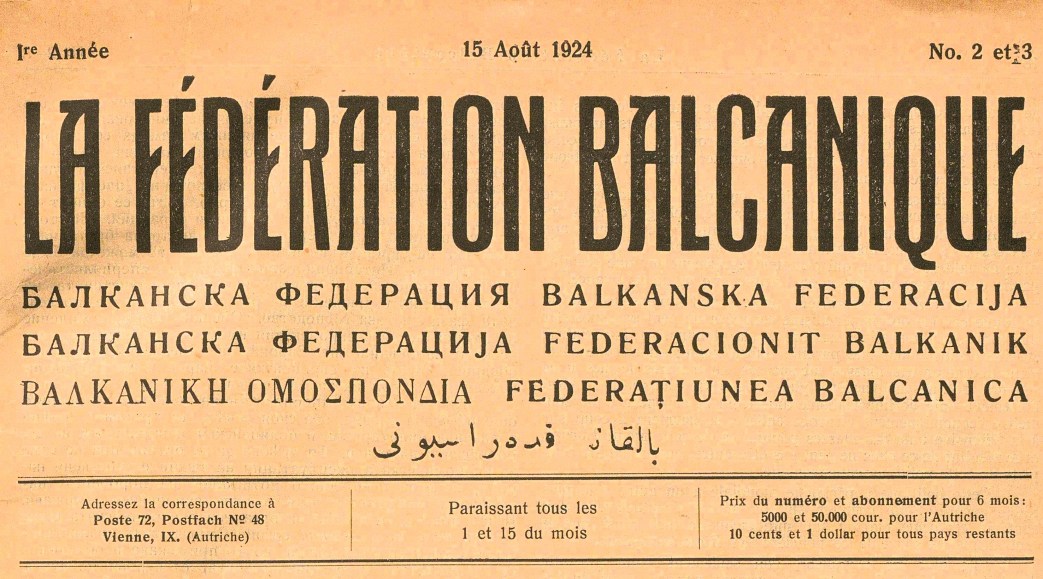 Iʳᵉ Année 15 Août 1924 No. 2 et 3
LA FÉDÉRATION BALCANIQUE
БАЛКАНСКА ФЕДЕРАЦИЯ BALKANSKA FEDERACIJA
БАЛКАНСКА ФЕДЕРАЦИЈА FEDERACIONIT BALKANIK
ΒΑΛΚΑΝΙΚΗ ΟΜΟΣΠΟΝΔΙΑ FEDERAȚIUNEA BALCANICA
بالقان فدەراسیونی
Adressez la correspondance à
Poste 72, Postfach Nº 48
Vienne, IX. (Autriche)
Paraissant tous les
1 et 15 du mois
Prix du numéro et abonnement pour 6 mois:
5000 et 50.000 cour. pour l'Autriche
10 cents et 1 dollar pour tous pays restants